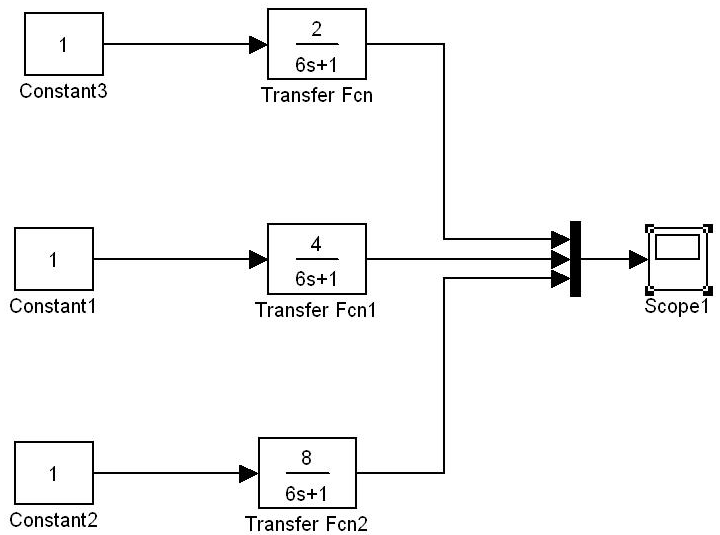 1
Constant3
2
6s+1
Transfer Fcn
1
Constant1
4
6s+1
Transfer Fcn1
Scope1
1
Constant2
8
6s+1
Transfer Fcn2